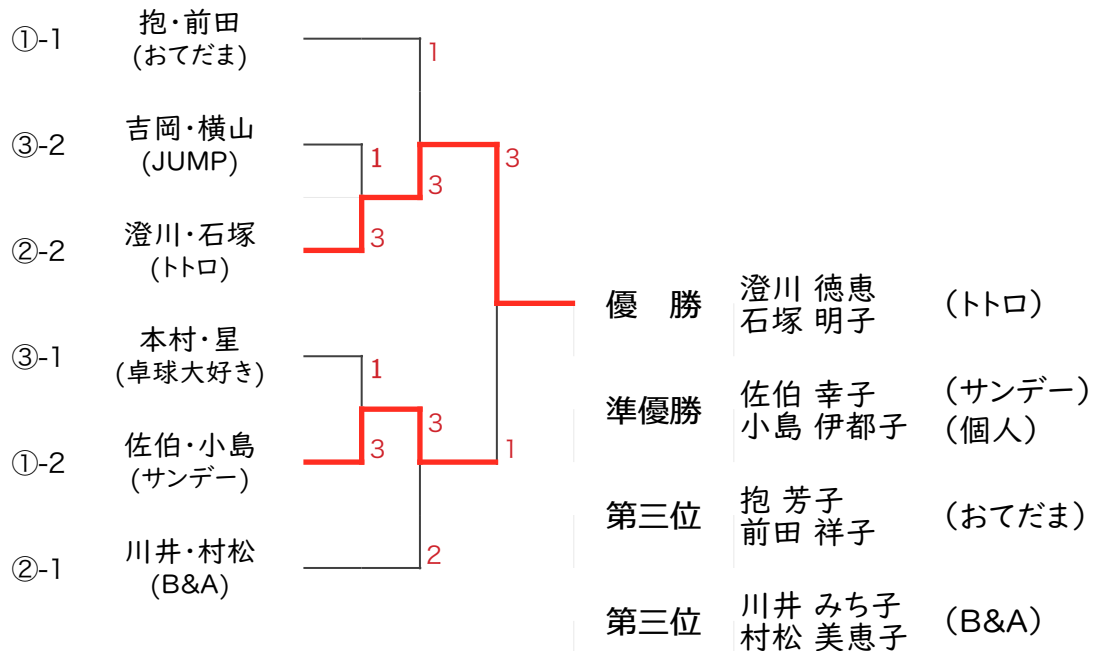 ①-1 抱・前田
(おてだま)
1
③-2 吉岡・横山
(JUMP)
1
3
3
②-2 澄川・石塚
(トトロ)
3
優 勝 澄川 徳恵 (トトロ)
石塚 明子
③-1 本村・星
(卓球大好き)
1
準優勝 佐伯 幸子 (サンデー)
小島 伊都子 (個人)
3
①-2 佐伯・小島
(サンデー)
3
1
第三位 抱 芳子 (おてだま)
前田 祥子
②-1 川井・村松
(B&A)
2
第三位 川井 みち子 (B&A)
村松 美恵子